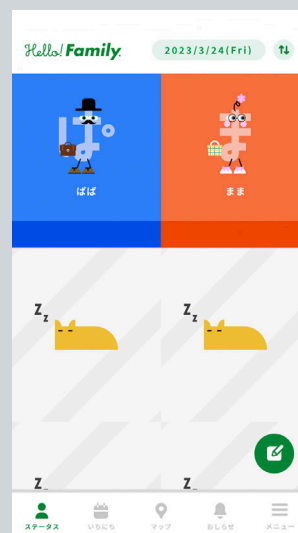 Hello! Family.
2023/3/24(Fri)
ぱ
ま
ぱぱ
まま
Zz
Zz
Z
Z
ステータス
いちにち
マップ
おしらせ
メニュー